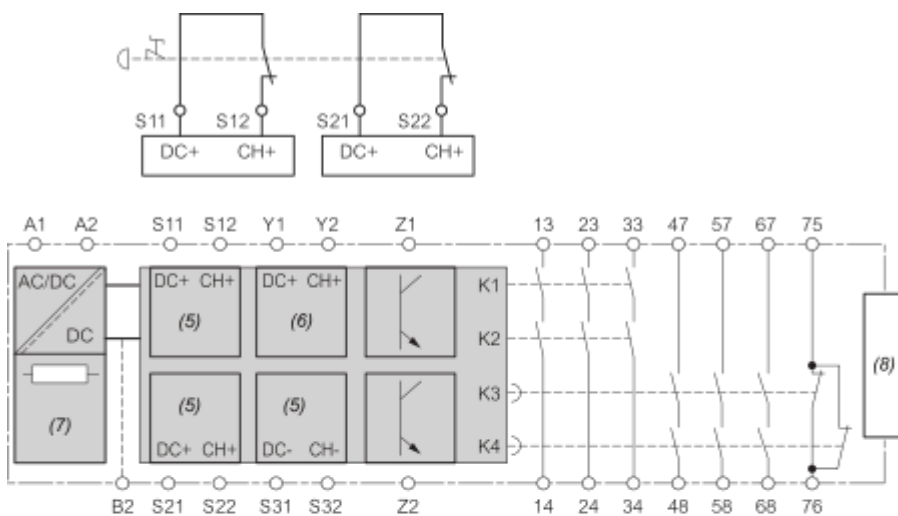 S11 S12 S21 S22
DC+ CH+ DC+ CH+
A1 A2 S11 S12 Y1 Y2 Z1 13 23 33 47 57 67 75
AC/DC DC+ CH+ DC+ CH+ K1
(5) (6)
DC K2
(8)
K3
(5) (5)
(7)
DC+ CH+ DC- CH- K4
B2 S21 S22 S31 S32 Z2 14 24 34 48 58 68 76